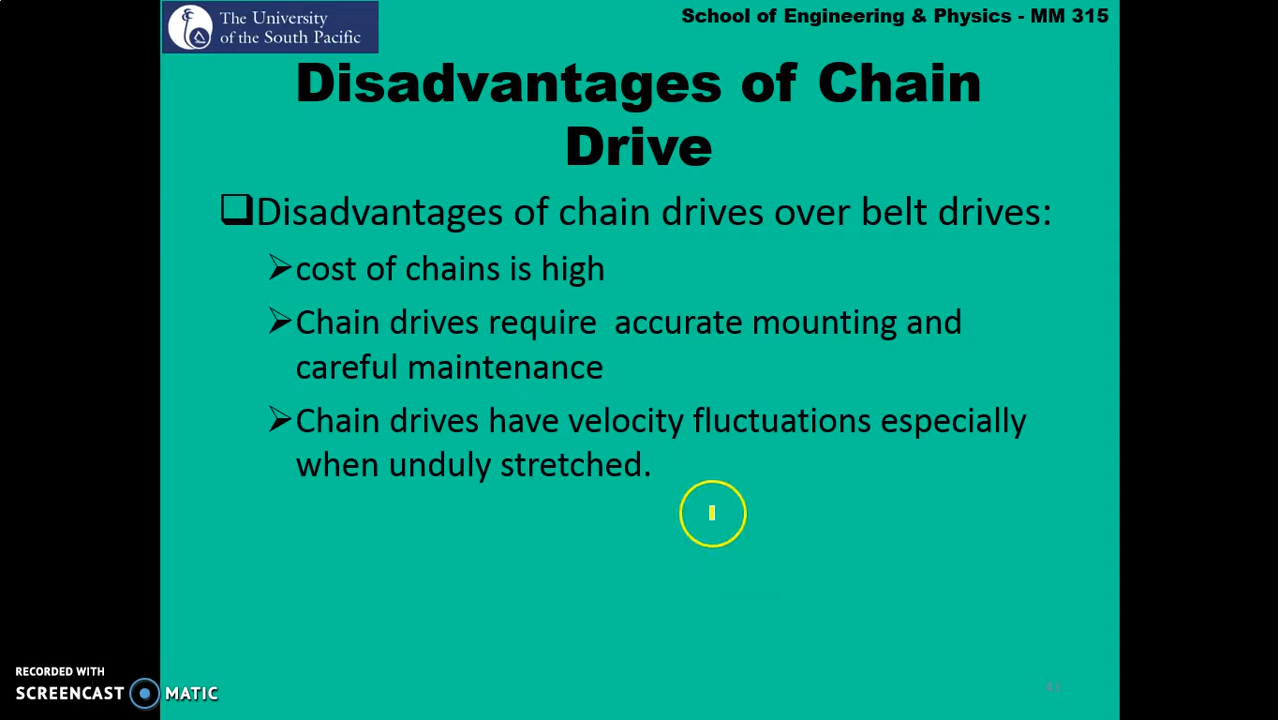 The University
of the South Pacific
School of Engineering & Physics - MM 315
Disadvantages of Chain
Drive
Disadvantages of chain drives over belt drives:
cost of chains is high
Chain drives require accurate mounting and
careful maintenance
Chain drives have velocity fluctuations especially
when unduly stretched.
RECORDED WITH
SCREENCAST MATIC